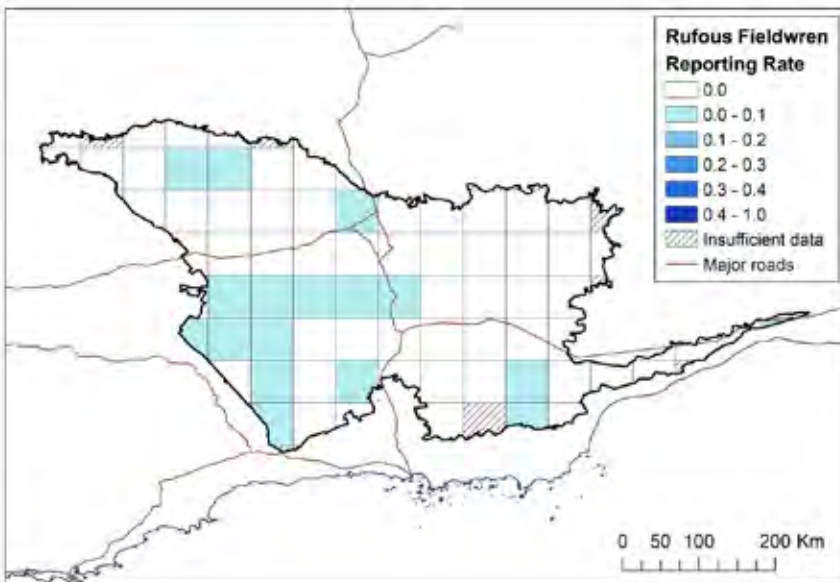 Rufous Fieldwren
Reporting Rate
0.0
0.0 - 0.1
0.1 - 0.2
0.2 - 0.3
0.3 - 0.4
0.4 - 1.0
Insufficient data
Major roads
0 50 100 200 Km